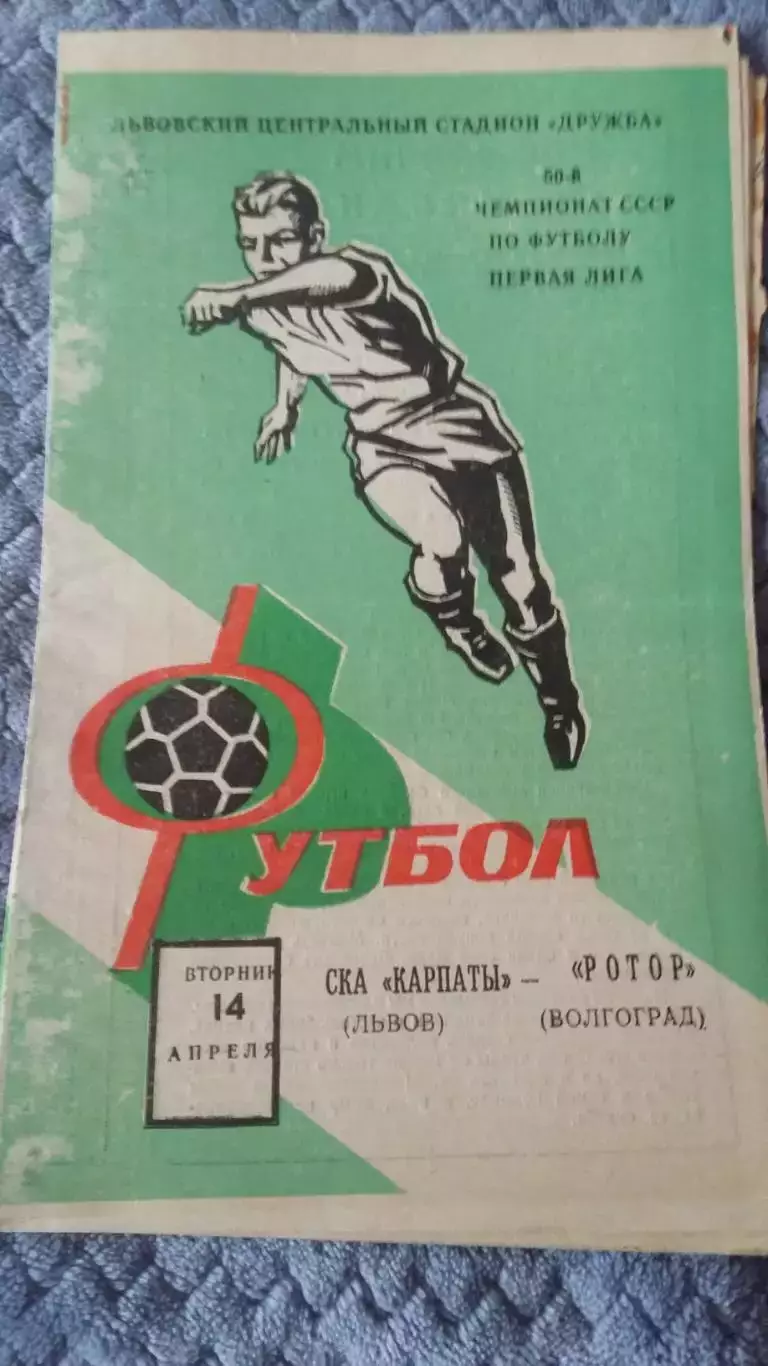 ЛЬВОВСКИЙ ЦЕНТРАЛЬНЫЙ СТАДИОН «ДРУЖБА»
50-й
ЧЕМПИОНАТ СССР
ПО ФУТБОЛУ
ПЕРВАЯ ЛИГА
ФУТБОЛ
ВТОРНИК
14
АПРЕЛЯ
СКА «КАРПАТЫ» — «РОТОР»
(ЛЬВОВ) (ВОЛГОГРАД)